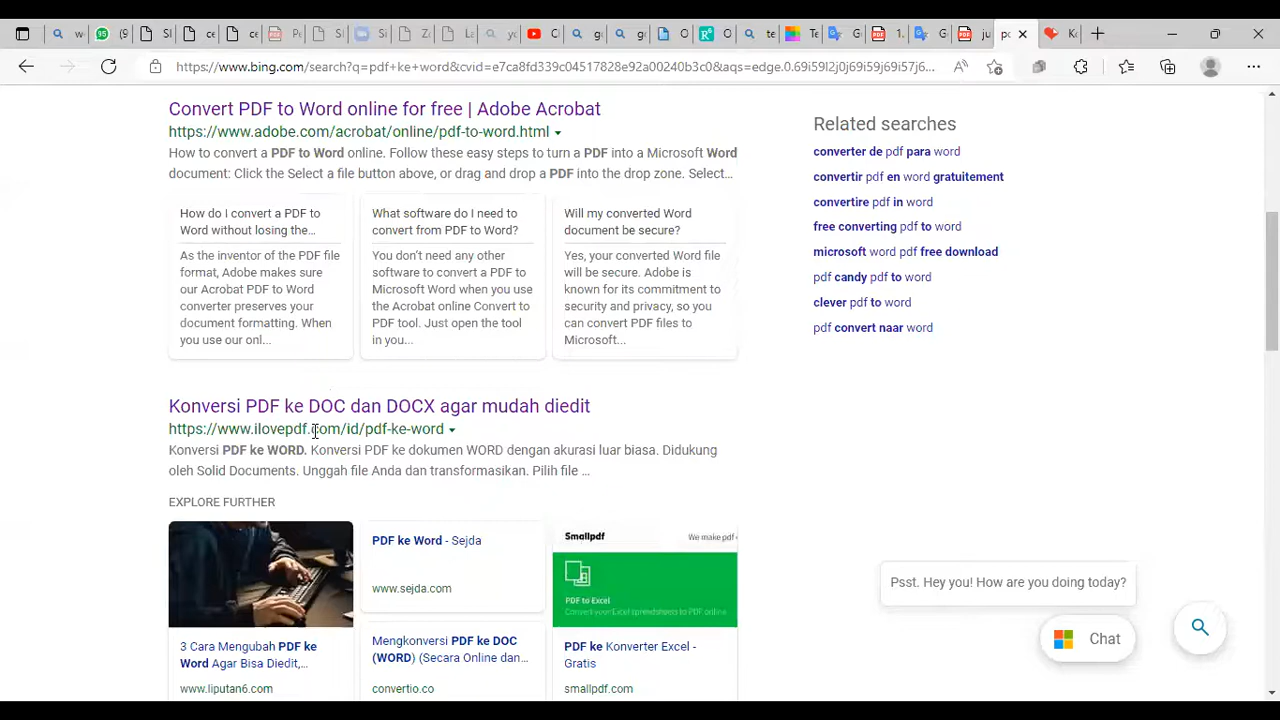 https://www.bing.com/search?q=pdf+ke+word&cvid=e7ca8fd339c04517828e92a00240b3c0&aqs=edge.0.69i59l2j0j69i59j69i57j6...
Convert PDF to Word online for free | Adobe Acrobat
https://www.adobe.com/acrobat/online/pdf-to-word.html
How to convert a PDF to Word online. Follow these easy steps to turn a PDF into a Microsoft Word
document: Click the Select a file button above, or drag and drop a PDF into the drop zone. Select...
How do I convert a PDF to
Word without losing the...
As the inventor of the PDF file
format, Adobe makes sure
our Acrobat PDF to Word
converter preserves your
document formatting. When
you use our onl...
What software do I need to
convert from PDF to Word?
You don't need any other
software to convert a PDF to
Microsoft Word when you use
the Acrobat online Convert to
PDF tool. Just open the tool
in you...
Will my converted Word
document be secure?
Yes, your converted Word file
will be secure. Adobe is
known for its commitment to
security and privacy, so you
can convert PDF files to
Microsoft...
Konversi PDF ke DOC dan DOCX agar mudah diedit
https://www.ilovepdf.com/id/pdf-ke-word
Konversi PDF ke WORD. Konversi PDF ke dokumen WORD dengan akurasi luar biasa. Didukung
oleh Solid Documents. Unggah file Anda dan transformasikan. Pilih file ...
EXPLORE FURTHER
3 Cara Mengubah PDF ke
Word Agar Bisa Diedit,...
www.liputan6.com
PDF ke Word - Sejda
www.sejda.com
Mengkonversi PDF ke DOC
(WORD) (Secara Online dan...
convertio.co
Smallpdf
We make pdf
PDF to Excel
Convert your Excel spreadsheets to PDF online
PDF ke Konverter Excel -
Gratis
smallpdf.com
Related searches
converter de pdf para word
convertir pdf en word gratuitement
convertire pdf in word
free converting pdf to word
microsoft word pdf free download
pdf candy pdf to word
clever pdf to word
pdf convert naar word
Psst. Hey you! How are you doing today?
Chat